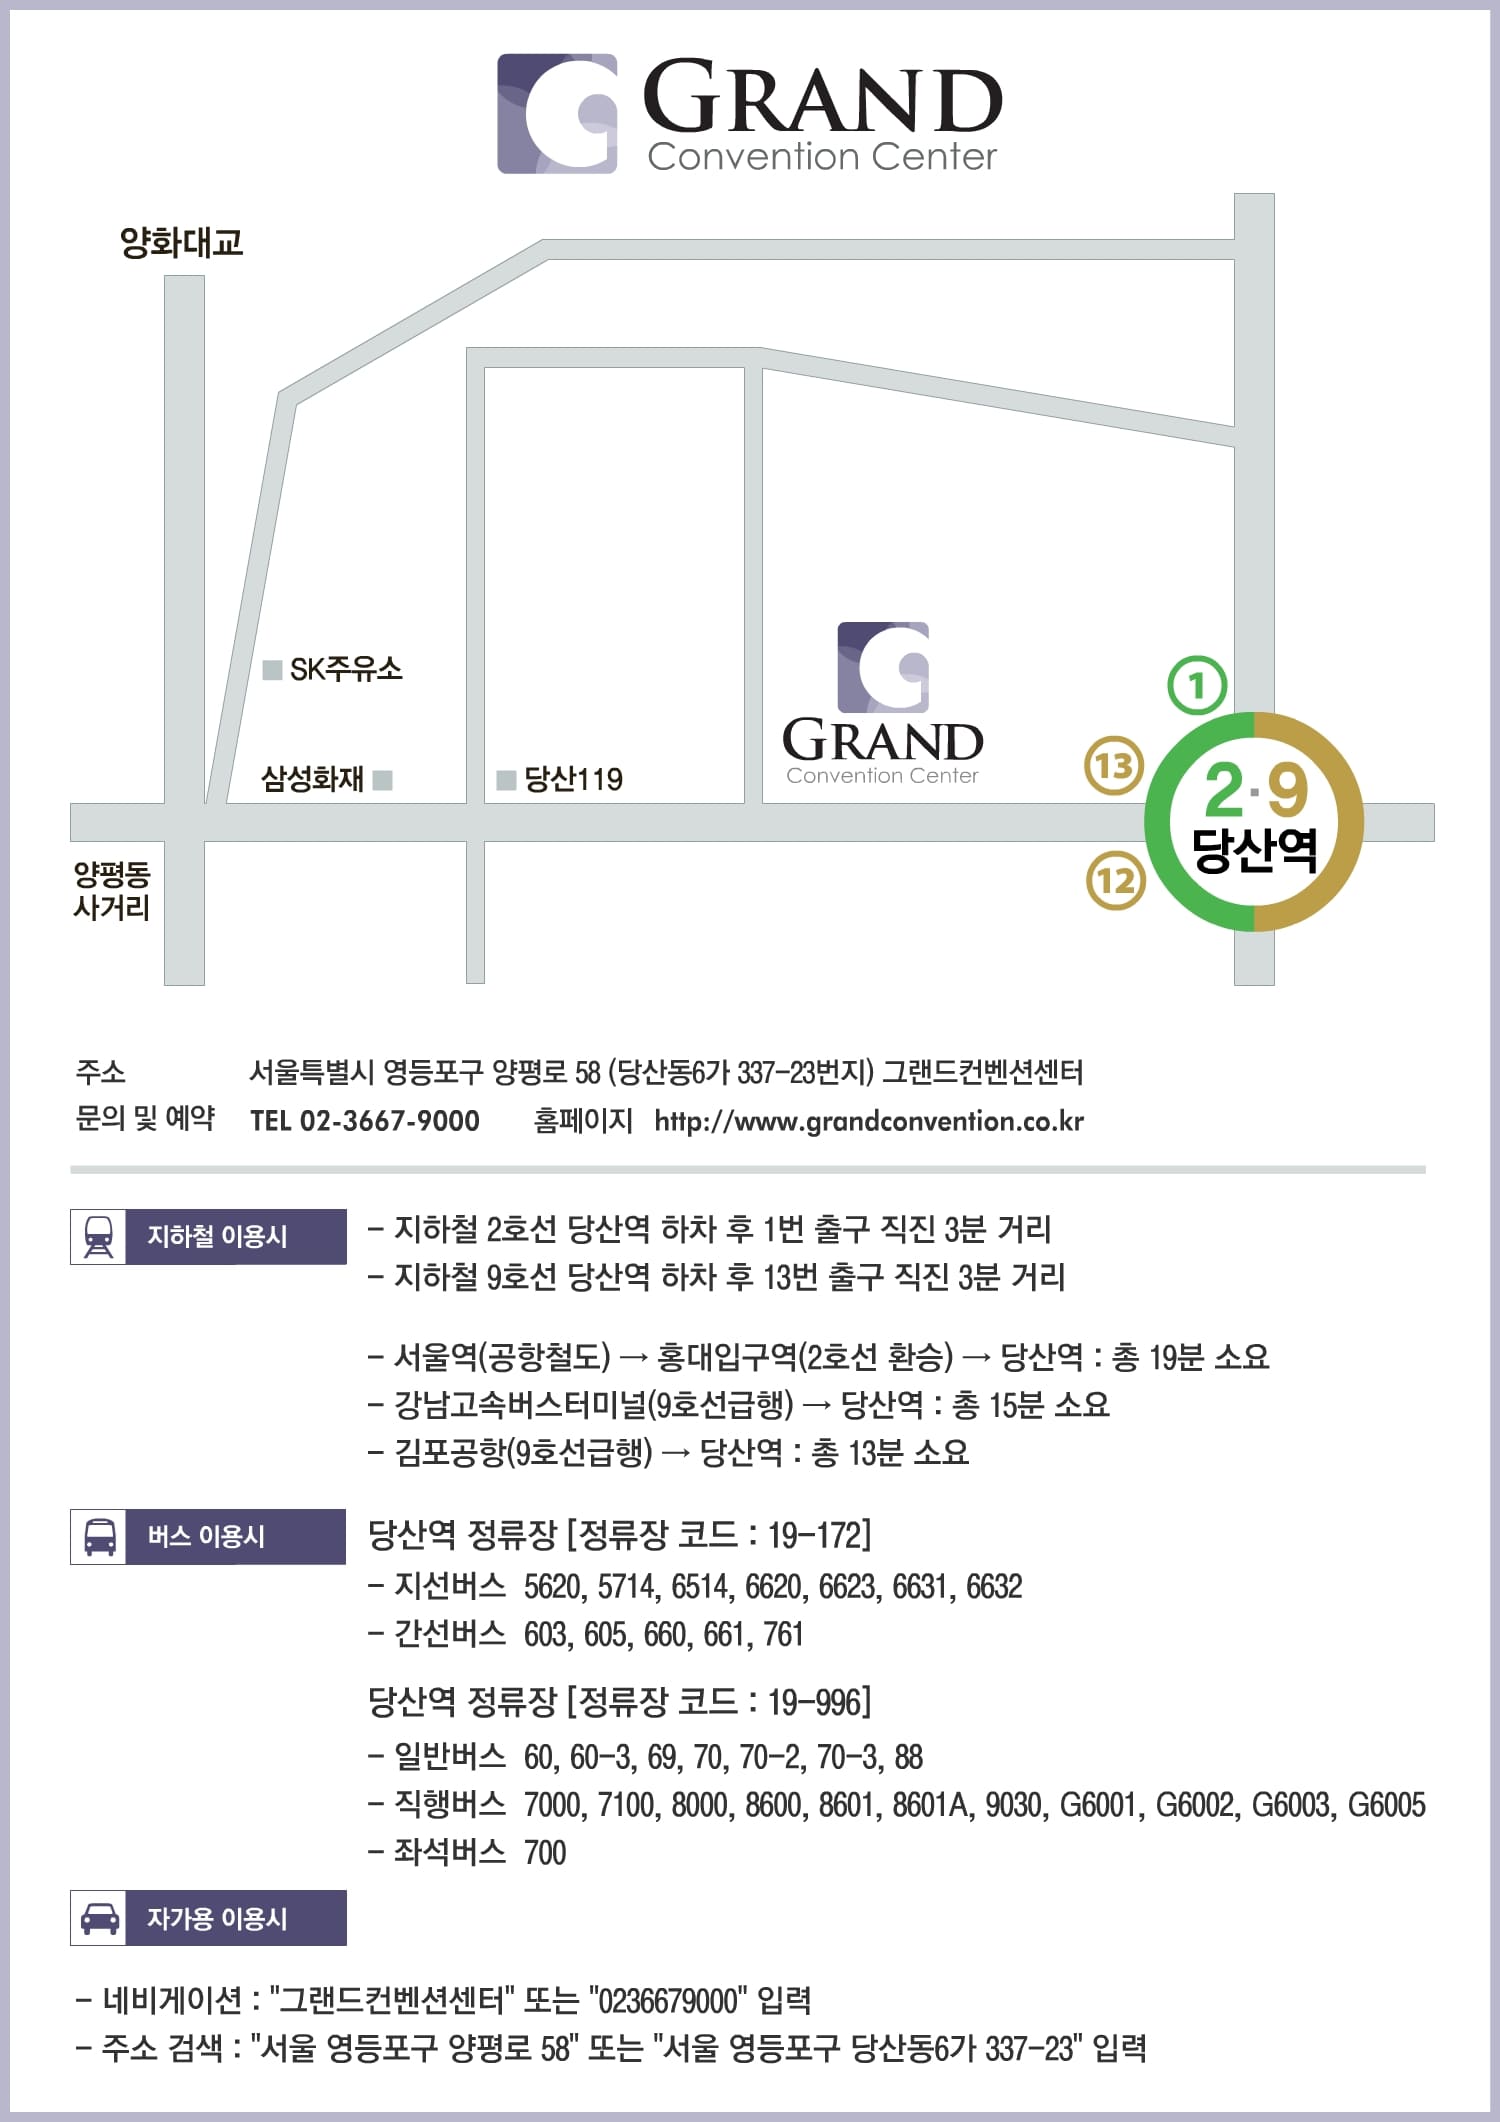 GRAND
Convention Center
양화대교
SK주유소
삼성화재
당산119
GRAND
Convention Center
1
13
2·9
당산역
12
양평동
사거리
주소 서울특별시 영등포구 양평로 58 (당산동6가 337-23번지) 그랜드컨벤션센터
문의 및 예약 TEL 02-3667-9000 홈페이지 http://www.grandconvention.co.kr
지하철 이용시
- 지하철 2호선 당산역 하차 후 1번 출구 직진 3분 거리
- 지하철 9호선 당산역 하차 후 13번 출구 직진 3분 거리
- 서울역(공항철도) → 홍대입구역(2호선 환승) → 당산역 : 총 19분 소요
- 강남고속버스터미널(9호선급행) → 당산역 : 총 15분 소요
- 김포공항(9호선급행) → 당산역 : 총 13분 소요
버스 이용시
당산역 정류장 [정류장 코드 : 19-172]
- 지선버스 5620, 5714, 6514, 6620, 6623, 6631, 6632
- 간선버스 603, 605, 660, 661, 761
당산역 정류장 [정류장 코드 : 19-996]
- 일반버스 60, 60-3, 69, 70, 70-2, 70-3, 88
- 직행버스 7000, 7100, 8000, 8600, 8601, 8601A, 9030, G6001, G6002, G6003, G6005
- 좌석버스 700
자가용 이용시
- 네비게이션 : "그랜드컨벤션센터" 또는 "0236679000" 입력
- 주소 검색 : "서울 영등포구 양평로 58" 또는 "서울 영등포구 당산동6가 337-23" 입력